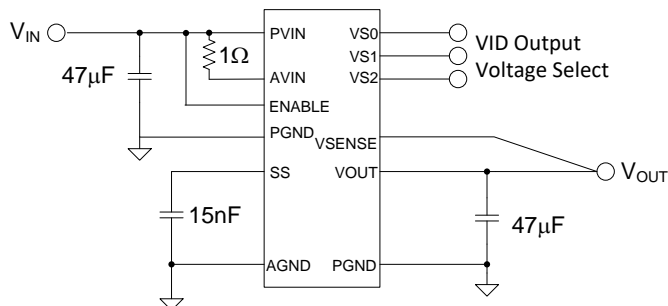 V_IN
PVIN
VS0
1Ω
VS1
VID Output
Voltage Select
47µF
AVIN
VS2
ENABLE
PGND
VSENSE
SS
VOUT
V_OUT
15nF
47µF
AGND
PGND